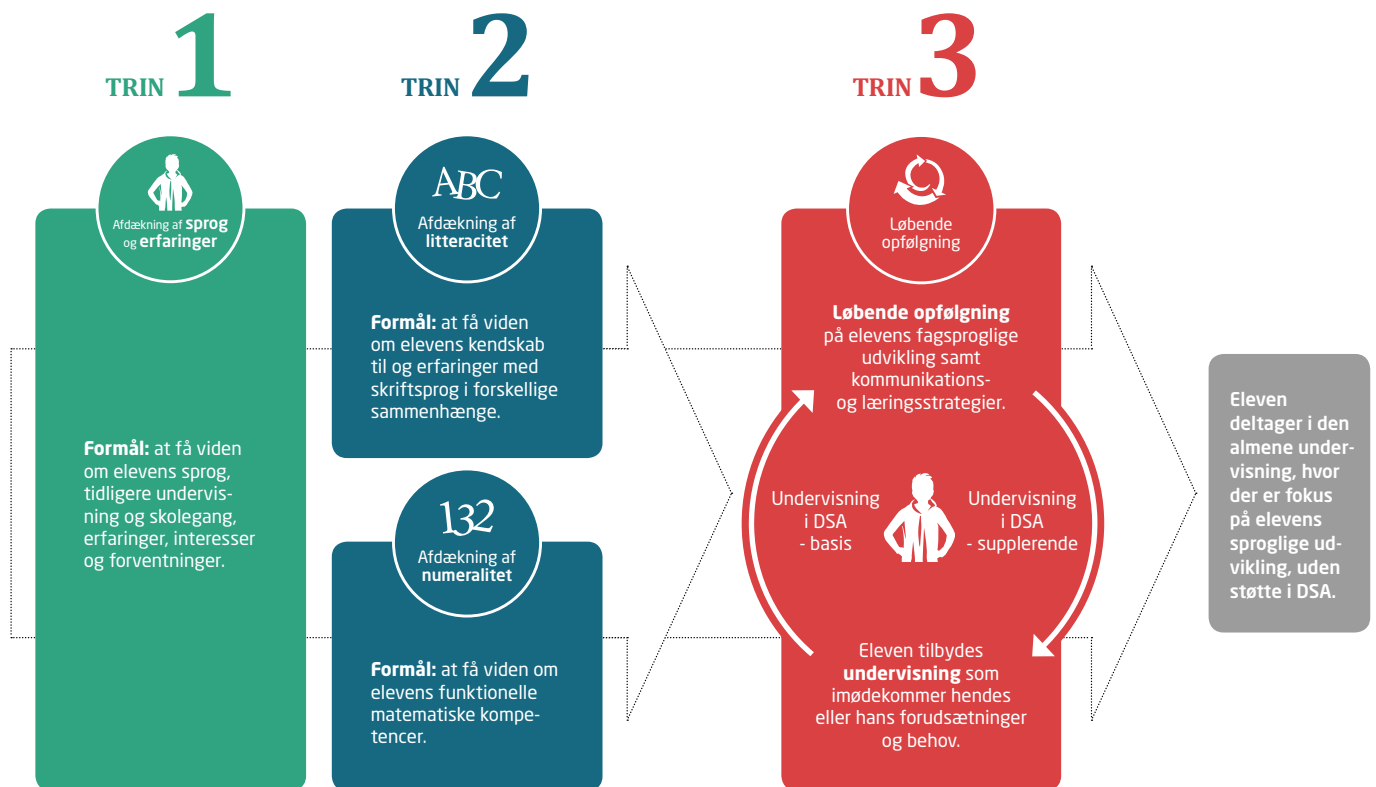 TRIN 1
Afdækning af sprog
og erfaringer
Formål: at få viden
om elevens sprog,
tidligere undervis-
ning og skolegang,
erfaringer, interesser
og forventninger.
TRIN 2
ABC
Afdækning af
litteracitet
Formål: at få viden
om elevens kendskab
til og erfaringer med
skriftsprog i forskellige
sammenhænge.
132
Afdækning af
numeralitet
Formål: at få viden om
elevens funktionelle
matematiske kompe-
tencer.
TRIN 3
Løbende
opfølgning
Løbende opfølgning
på elevens fagsproglige
udvikling samt
kommunikations-
og læringsstrategier.
Undervisning
i DSA
- basis
Undervisning
i DSA
- supplerende
Eleven tilbydes
undervisning som
imødekommer hendes
eller hans forudsætninger
og behov.
Eleven
deltager i den
almene under-
visning, hvor
der er fokus
på elevens
sproglige ud-
vikling, uden
støtte i DSA.